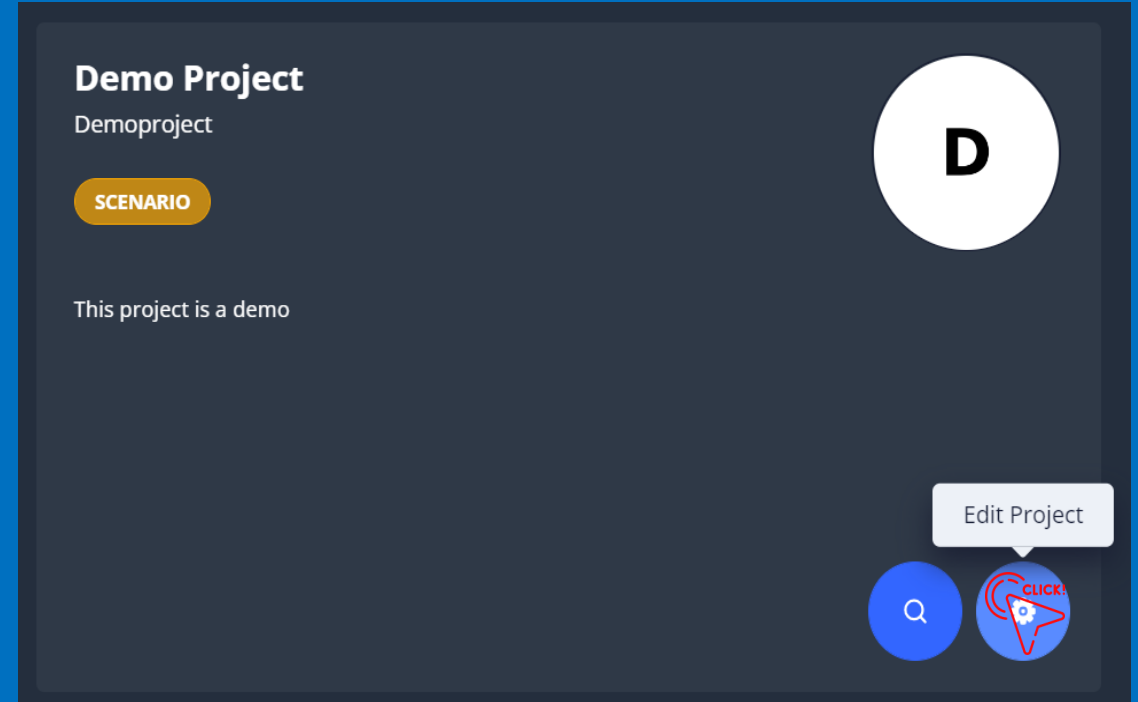 Demo Project
Demoproject
D
SCENARIO
This project is a demo
Edit Project
CLICK!